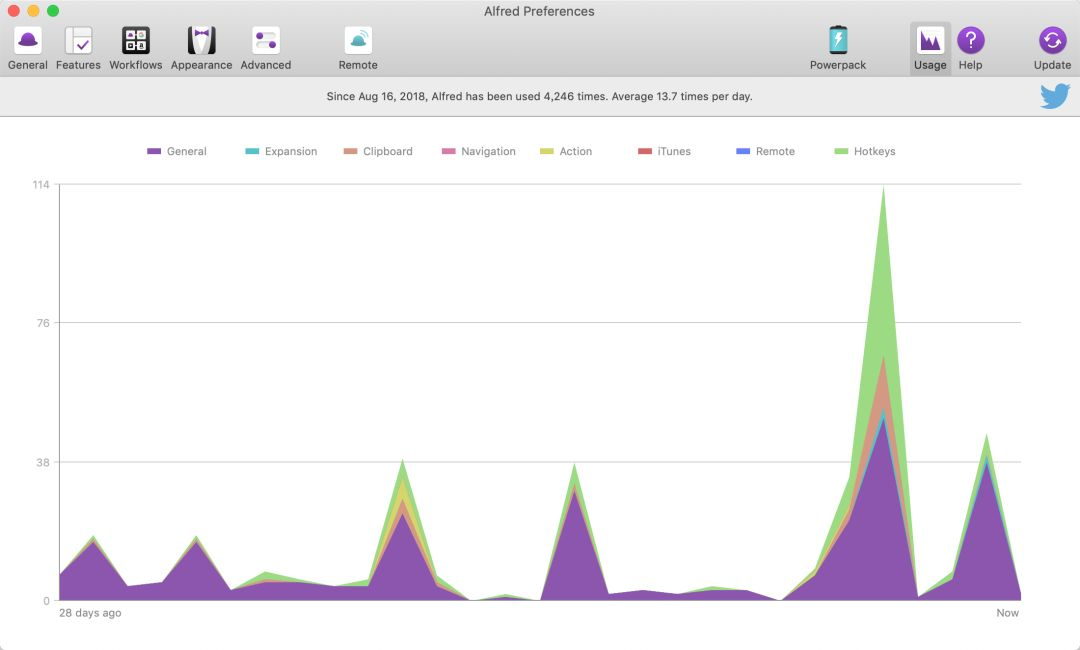 Alfred Preferences
General Features Workflows Appearance Advanced Remote Powerpack Usage Help Update
Since Aug 16, 2018, Alfred has been used 4,246 times. Average 13.7 times per day.
General Expansion Clipboard Navigation Action iTunes Remote Hotkeys
114
76
38
0
28 days ago Now